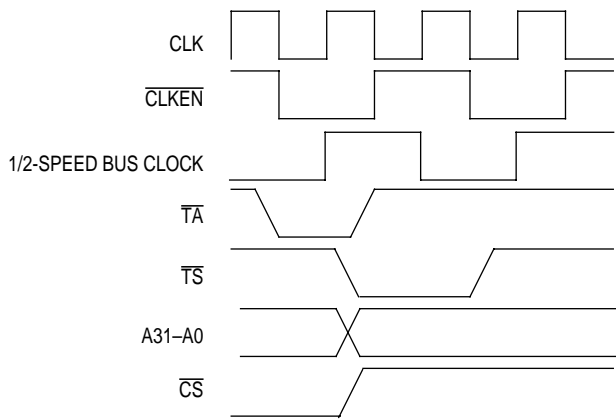 CLK
CLKEN
1/2-SPEED BUS CLOCK
TA
TS
A31–A0
CS